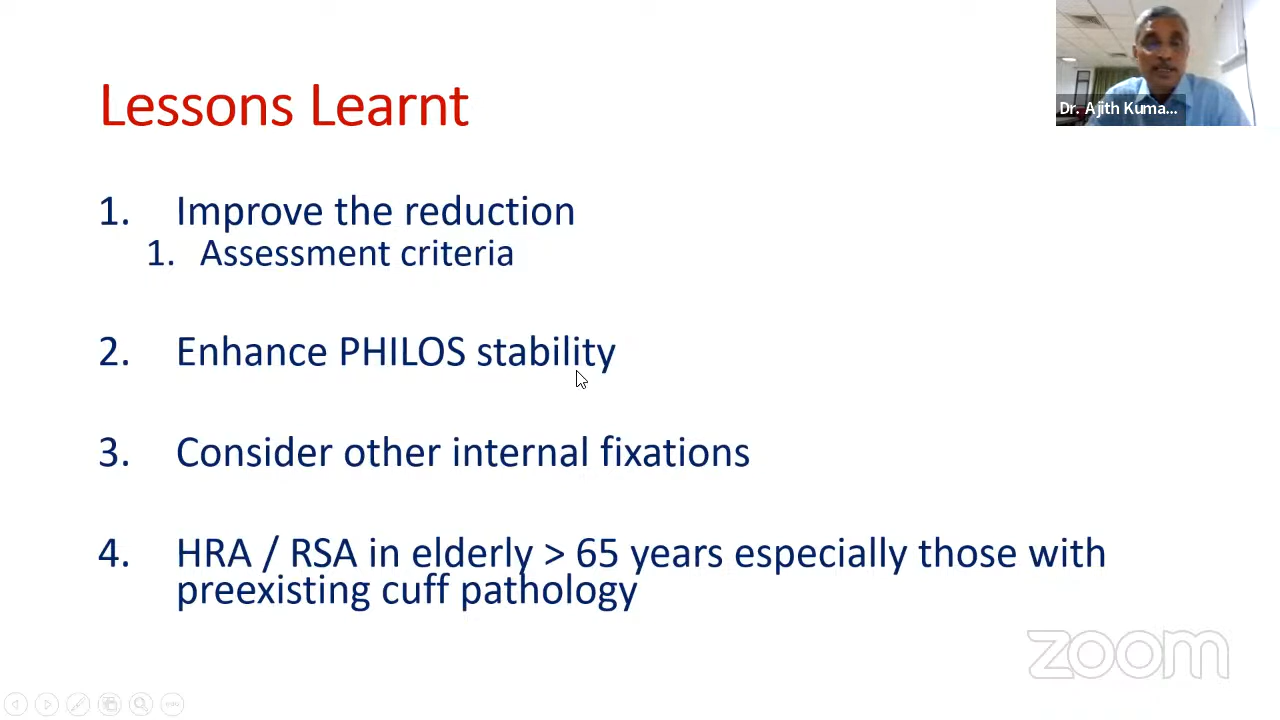 Lessons Learnt
Dr. Ajith Kuma...
1. Improve the reduction
1. Assessment criteria
2. Enhance PHILOS stability
3. Consider other internal fixations
4. HRA / RSA in elderly > 65 years especially those with
preexisting cuff pathology
zoom